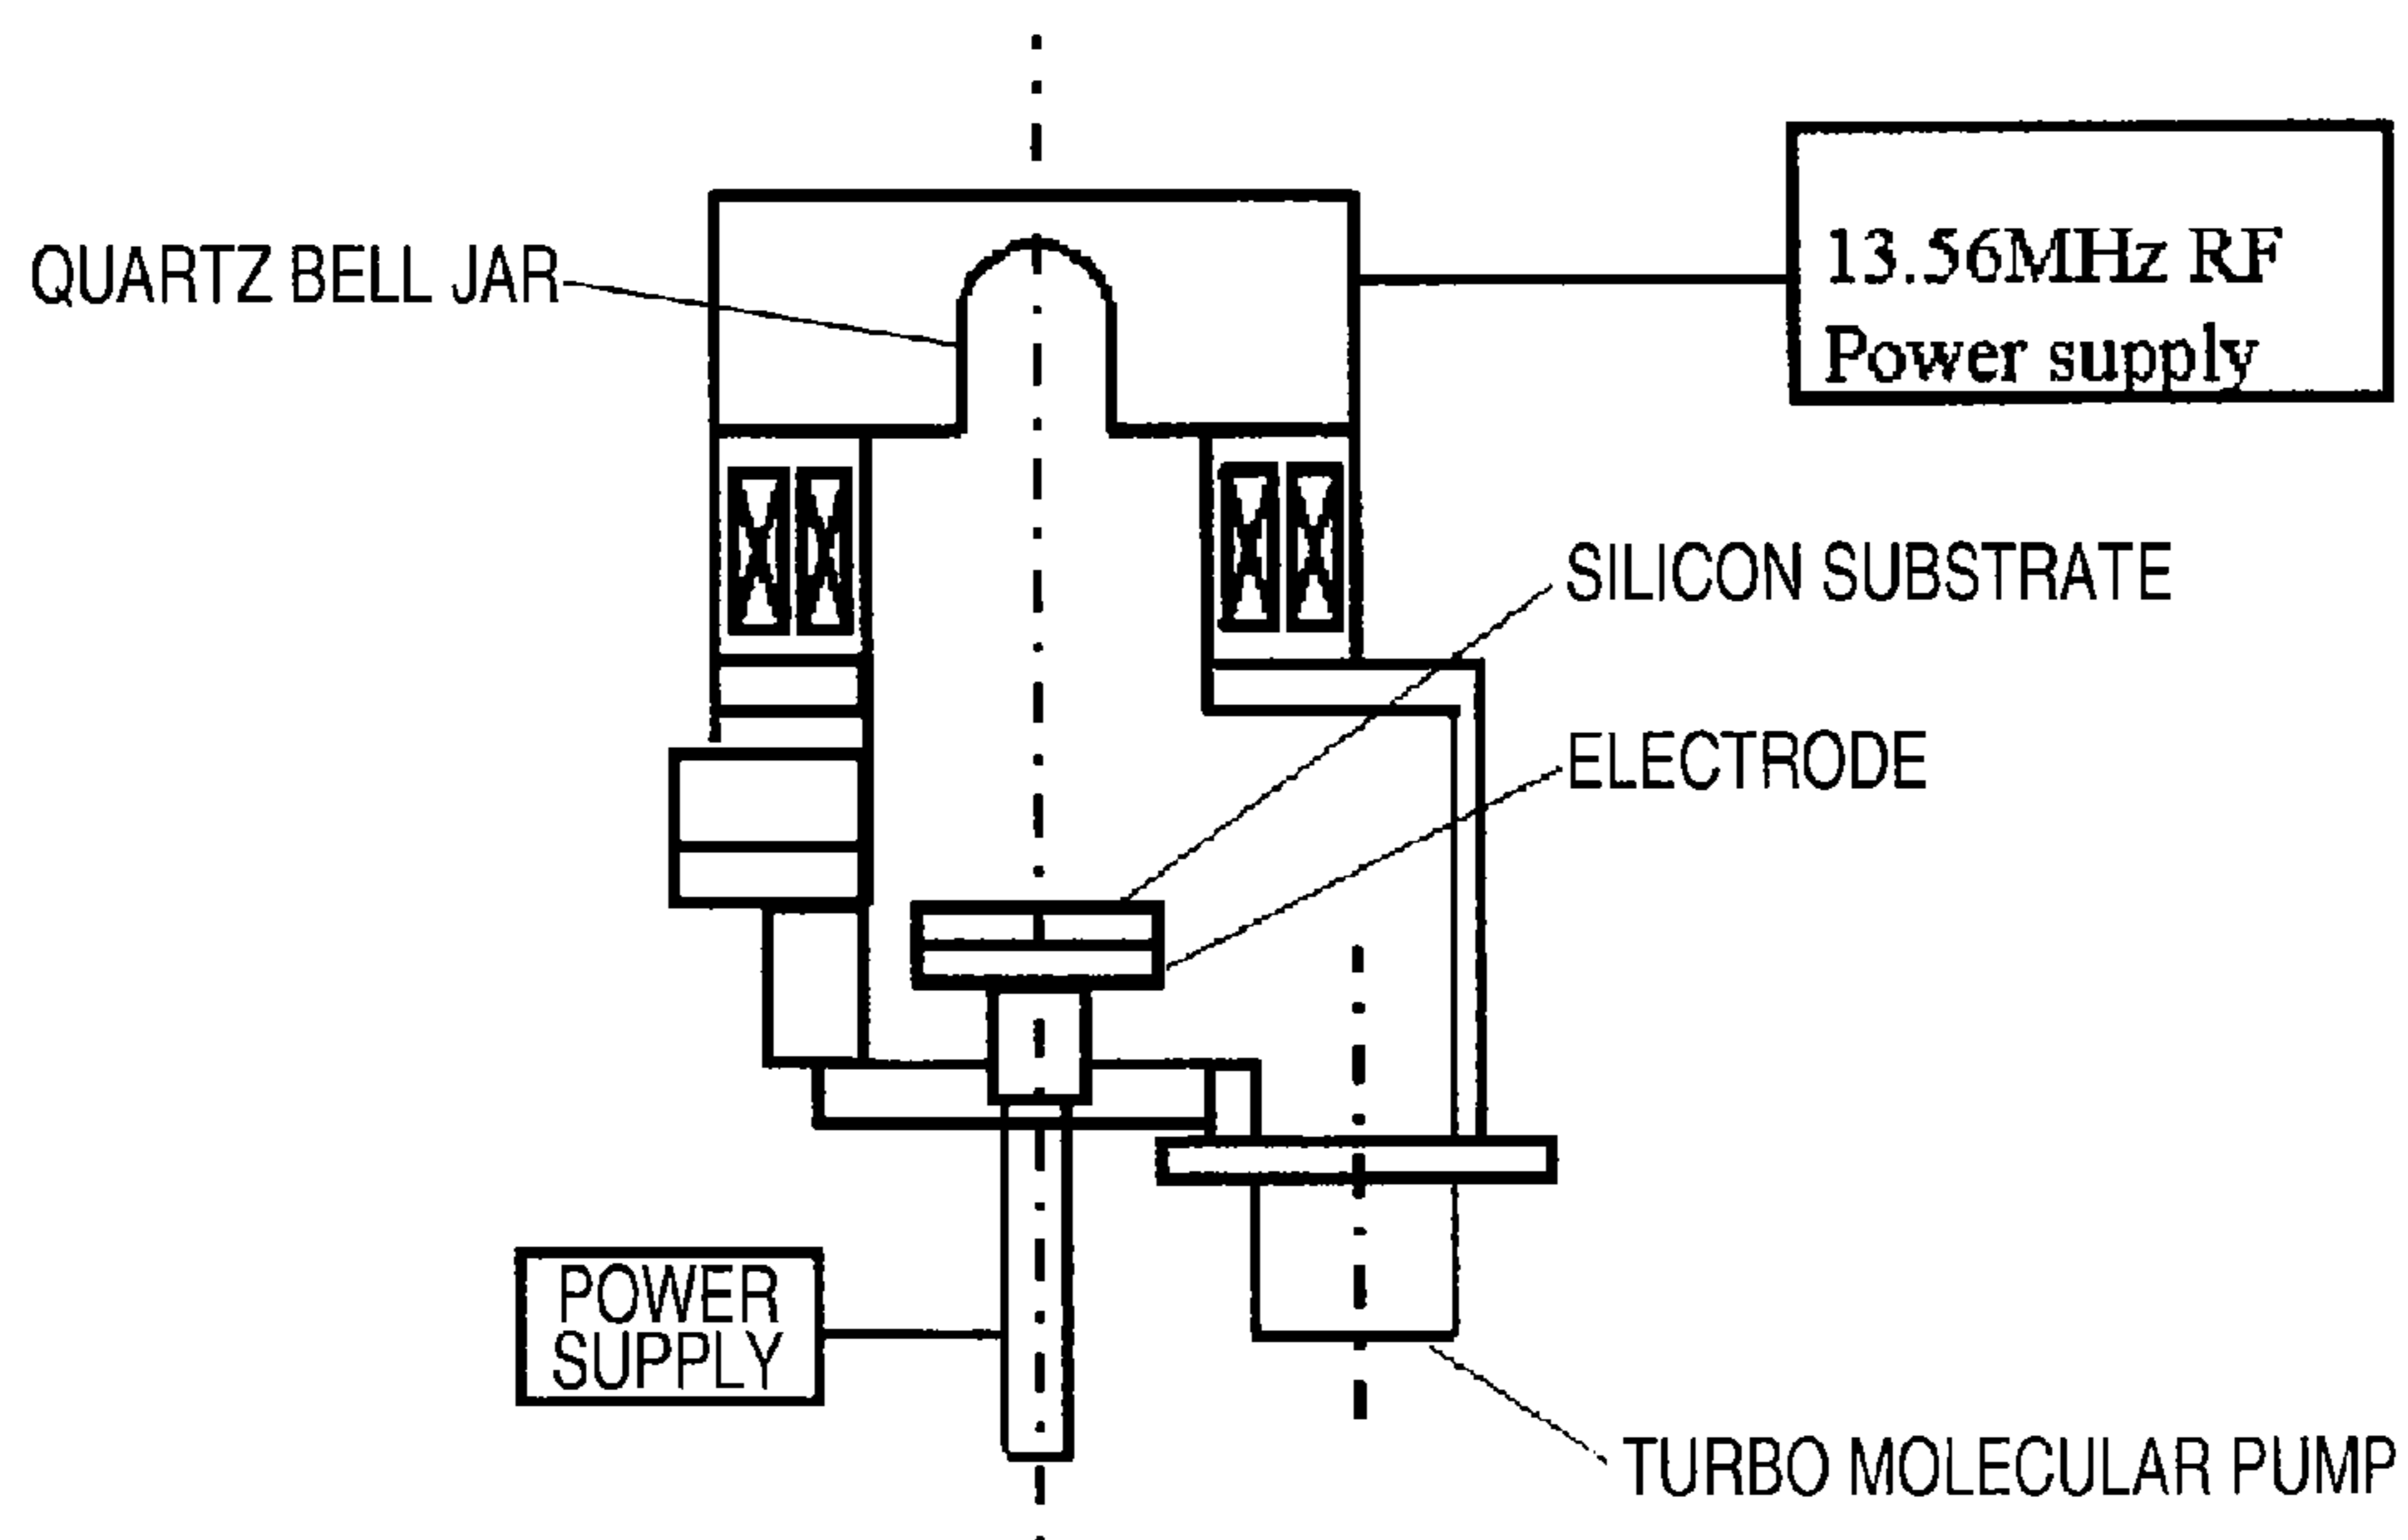 QUARTZ BELL JAR
13.56MHz RF
Power supply
SILICON SUBSTRATE
ELECTRODE
POWER
SUPPLY
TURBO MOLECULAR PUMP